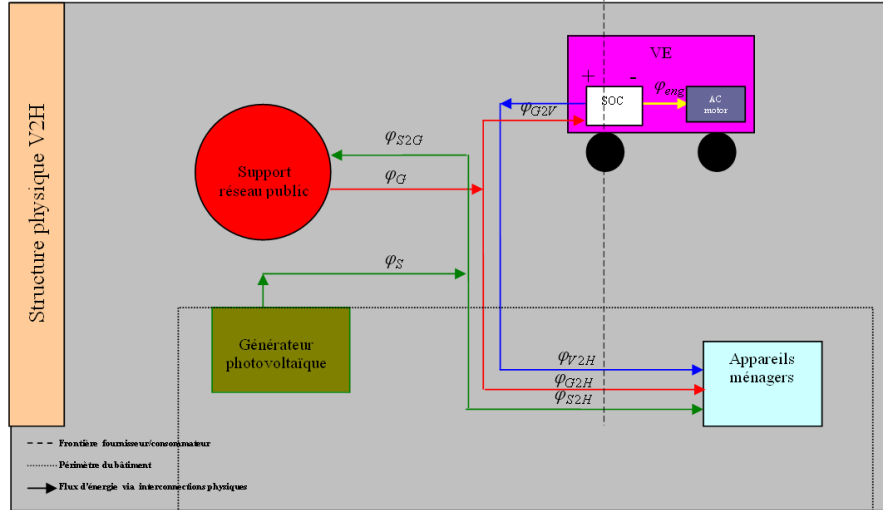 Structure physique V2H
VE
+ -
SOC
φeng
AC
motor
φG2V
φS2G
Support
réseau public
φG
φS
Générateur
photovoltaïque
φV2H
φG2H
φS2H
Appareils
ménagers
Frontière fournisseur/consommateur
Périmètre du bâtiment
Flux d'énergie via interconnections physiques